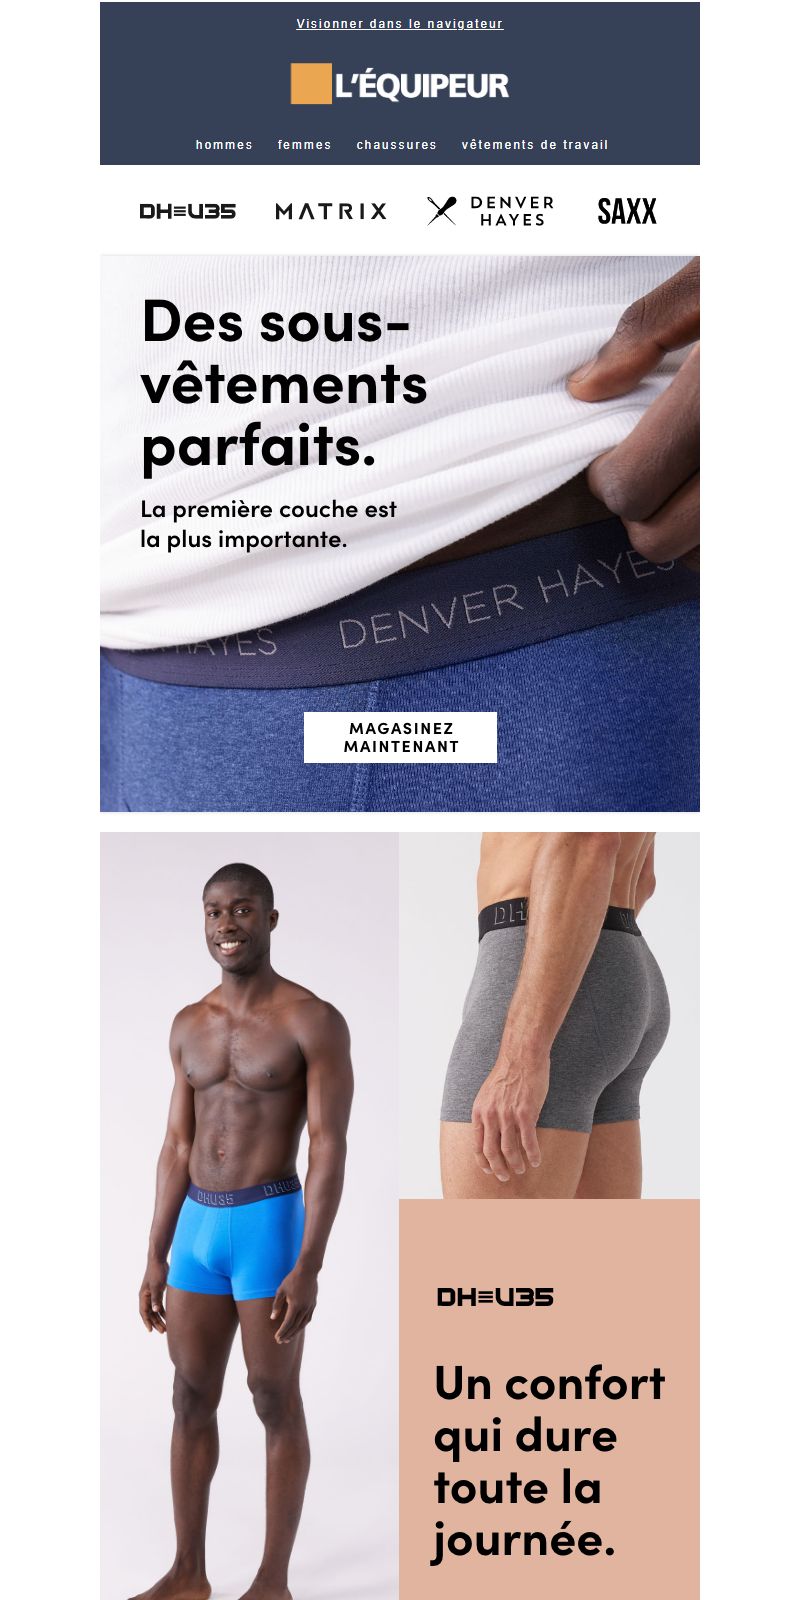 Visionner dans le navigateur
L'ÉQUIPEUR
hommes femmes chaussures vêtements de travail
DH≡U35 MATRIX DENVER HAYES SAXX
Des sous-
vêtements
parfaits.
La première couche est
la plus importante.
HAYES DENVER HAYES
MAGASINEZ
MAINTENANT
DH
DHU35 DHU35
DH≡U35
Un confort
qui dure
toute la
journée.